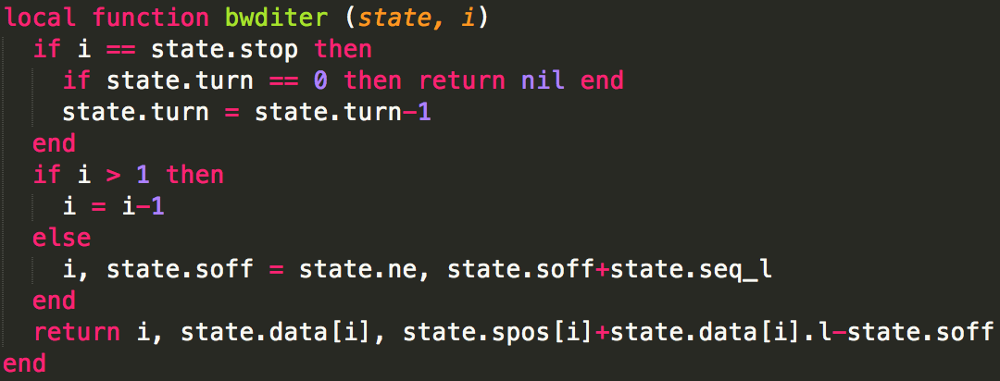 local function bwditer (state, i)
  if i == state.stop then
    if state.turn == 0 then return nil end
    state.turn = state.turn-1
  end
  if i > 1 then
    i = i-1
  else
    i, state.soff = state.ne, state.soff+state.seq_l
  end
  return i, state.data[i], state.spos[i]+state.data[i].l-state.soff
end